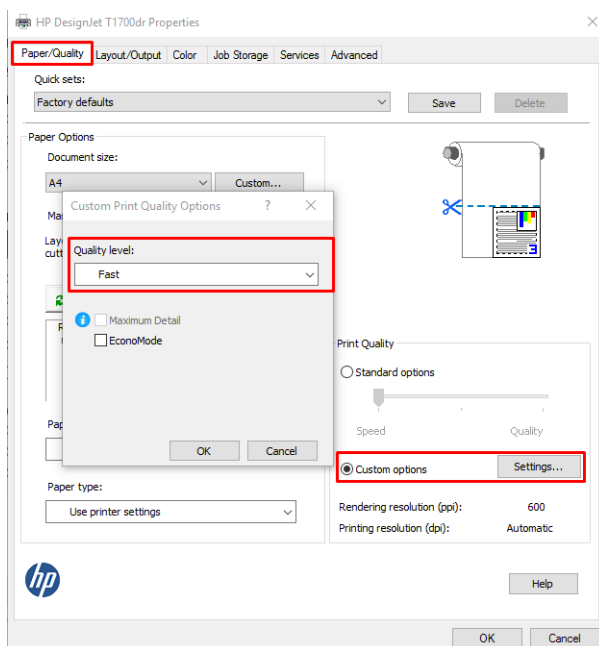 HP DesignJet T1700dr Properties
Paper/Quality Layout/Output Color Job Storage Services Advanced
Quick sets:
Factory defaults
Save Delete
Paper Options
Document size:
A4
Custom...
Custom Print Quality Options ?
Quality level:
Fast
Maximum Detail
EconoMode
OK Cancel
Paper type:
Use printer settings
3
Print Quality
Standard options
Speed Quality
Custom options Settings...
Rendering resolution (ppi): 600
Printing resolution (dpi): Automatic
hp
Help
OK Cancel